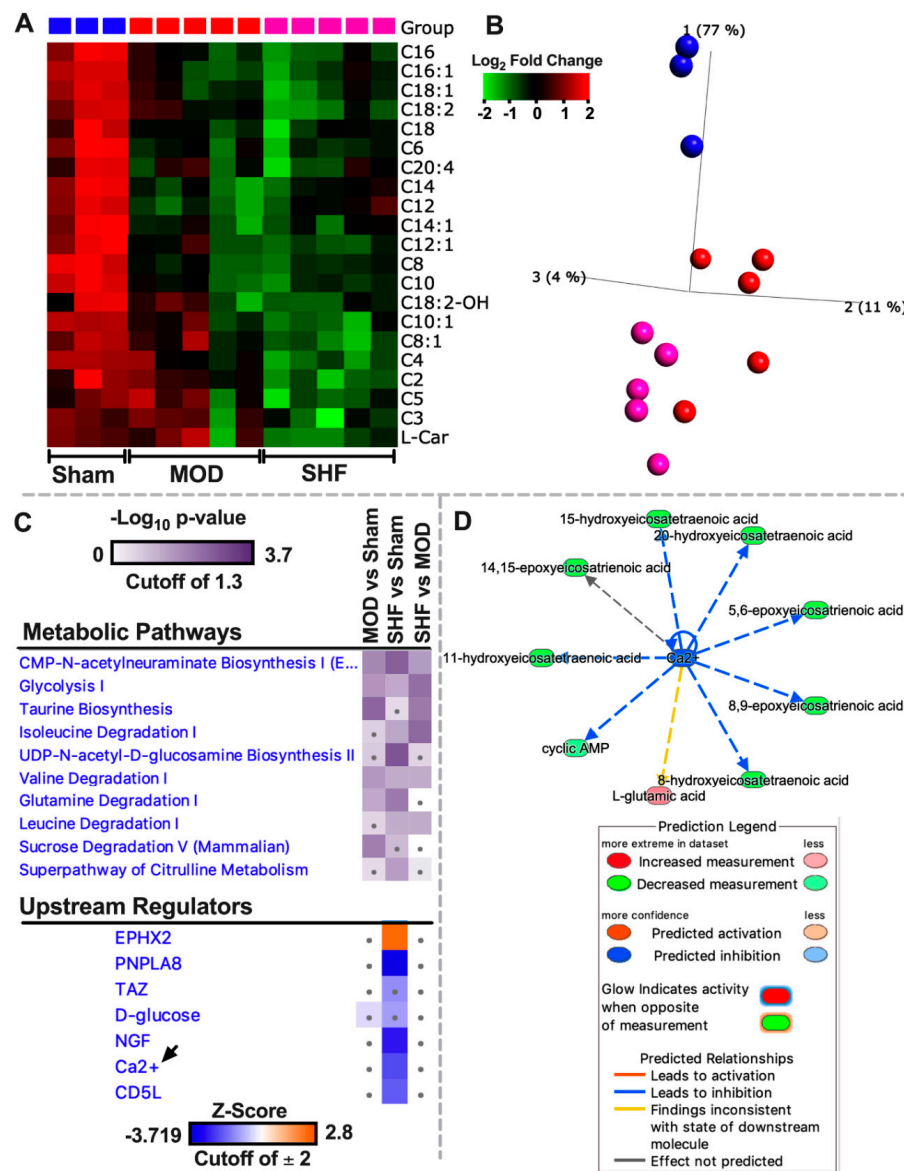 A
Group
C16
C16:1
C18:1
C18:2
C18
C6
C20:4
C14
C12
C14:1
C12:1
C8
C10
C18:2-OH
C10:1
C8:1
C4
C2
C5
C3
L-Car
Sham
MOD
SHF
B
Log2 Fold Change
-2 -1 0 1 2
1 (77 %)
3 (4 %)
2 (11 %)
C
-Log10 p-value
0
3.7
Cutoff of 1.3
MOD vs Sham
SHF vs Sham
SHF vs MOD
Metabolic Pathways
CMP-N-acetylneuraminate Biosynthesis I (E...
Glycolysis I
Taurine Biosynthesis
Isoleucine Degradation I
UDP-N-acetyl-D-glucosamine Biosynthesis II
Valine Degradation I
Glutamine Degradation I
Leucine Degradation I
Sucrose Degradation V (Mammalian)
Superpathway of Citrulline Metabolism
Upstream Regulators
EPHX2
PNPLA8
TAZ
D-glucose
NGF
Ca2+
CD5L
Z-Score
-3.719
2.8
Cutoff of ± 2
D
15-hydroxyeicosatetraenoic acid
20-hydroxyeicosatetraenoic acid
14,15-epoxyeicosatrienoic acid
5,6-epoxyeicosatrienoic acid
11-hydroxyeicosatetraenoic acid
Ca2+
8,9-epoxyeicosatrienoic acid
cyclic AMP
8-hydroxyeicosatetraenoic acid
L-glutamic acid
Prediction Legend
more extreme in dataset
less
Increased measurement
Decreased measurement
more confidence
less
Predicted activation
Predicted inhibition
Glow Indicates activity
when opposite
of measurement
Predicted Relationships
Leads to activation
Leads to inhibition
Findings inconsistent
with state of downstream
molecule
Effect not predicted